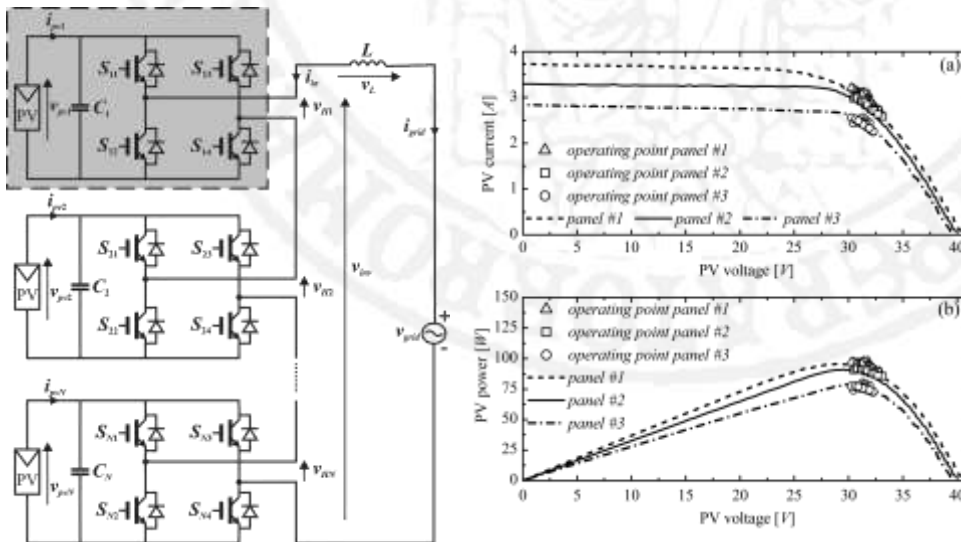 i_pv1
PV
v_pv1
C_1
S_11
S_13
S_12
S_14
i_inv
v_H1
L
v_L
i_grid
i_pv2
PV
v_pv2
S_21
S_23
S_22
S_24
v_H2
v_inv
v_grid
+
-
i_pvN
PV
v_pvN
C_N
S_N1
S_N3
S_N2
S_N4
v_HN
(a)
PV current [A]
4
3
2
1
0
operating point panel #1
operating point panel #2
operating point panel #3
panel #1
panel #2
panel #3
0
5
10
15
20
25
30
35
40
PV voltage [V]
(b)
PV power [W]
150
125
100
75
50
25
0
operating point panel #1
operating point panel #2
operating point panel #3
panel #1
panel #2
panel #3
0
5
10
15
20
25
30
35
40
PV voltage [V]